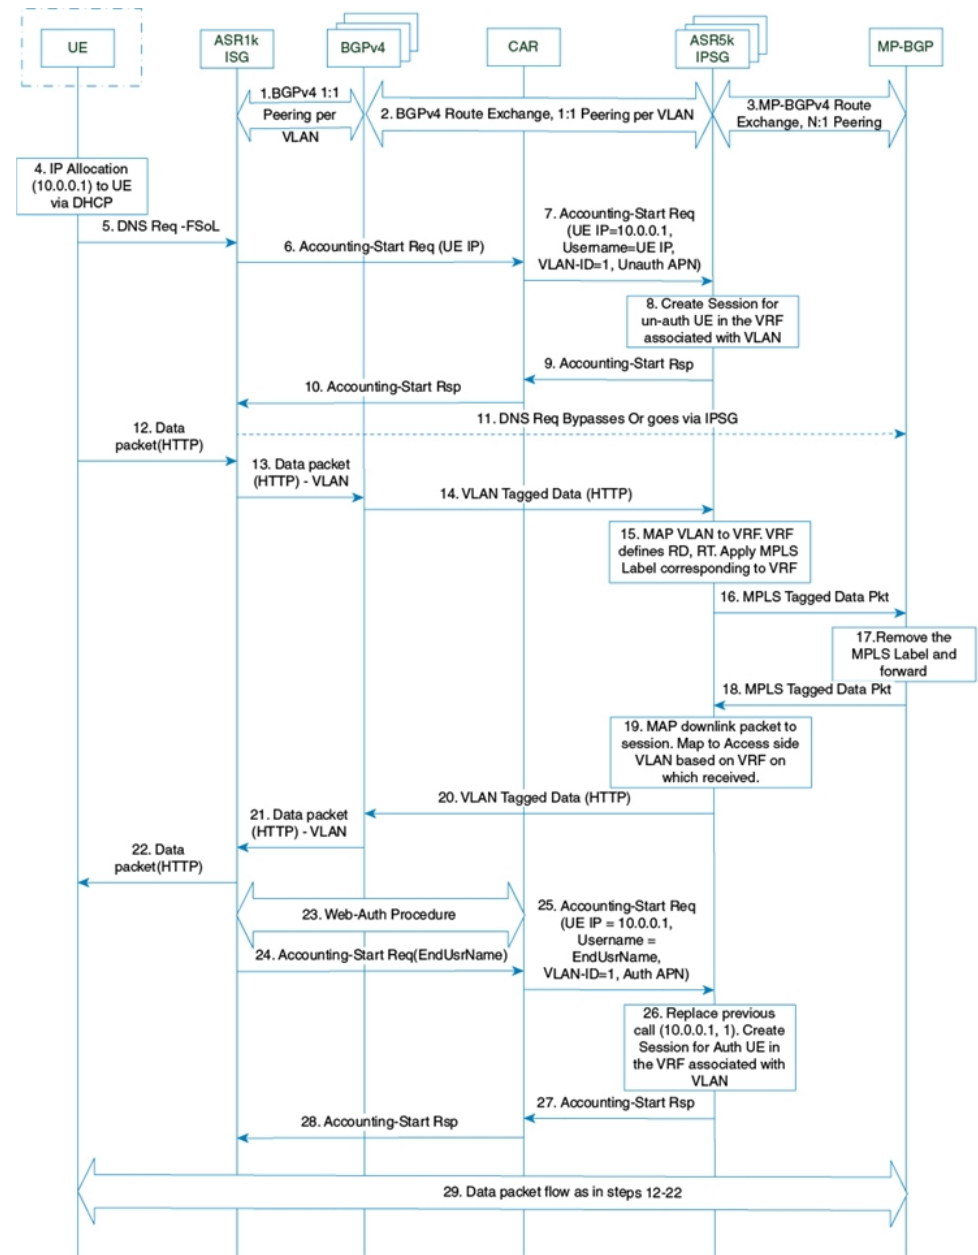 UE
ASR1k
ISG
BGPv4
CAR
ASR5k
IPSG
MP-BGP
1.BGPv4 1:1
Peering per
VLAN
2. BGPv4 Route Exchange, 1:1 Peering per VLAN
3.MP-BGPv4 Route
Exchange, N:1 Peering
4. IP Allocation
(10.0.0.1) to UE
via DHCP
5. DNS Req -FSoL
6. Accounting-Start Req (UE IP)
7. Accounting-Start Req
(UE IP=10.0.0.1,
Username=UE IP,
VLAN-ID=1, Unauth APN)
8. Create Session for
un-auth UE in the VRF
associated with VLAN
9. Accounting-Start Rsp
10. Accounting-Start Rsp
11. DNS Req Bypasses Or goes via IPSG
12. Data
packet(HTTP)
13. Data packet
(HTTP) - VLAN
14. VLAN Tagged Data (HTTP)
15. MAP VLAN to VRF. VRF
defines RD, RT. Apply MPLS
Label corresponding to VRF
16. MPLS Tagged Data Pkt
17.Remove the
MPLS Label and
forward
18. MPLS Tagged Data Pkt
19. MAP downlink packet to
session. Map to Access side
VLAN based on VRF on
which received.
20. VLAN Tagged Data (HTTP)
21. Data packet
(HTTP) - VLAN
22. Data
packet(HTTP)
23. Web-Auth Procedure
24. Accounting-Start Req(EndUsrName)
25. Accounting-Start Req
(UE IP = 10.0.0.1,
Username =
EndUsrName,
VLAN-ID=1, Auth APN)
26. Replace previous
call (10.0.0.1, 1). Create
Session for Auth UE in
the VRF associated with
VLAN
27. Accounting-Start Rsp
28. Accounting-Start Rsp
29. Data packet flow as in steps 12-22